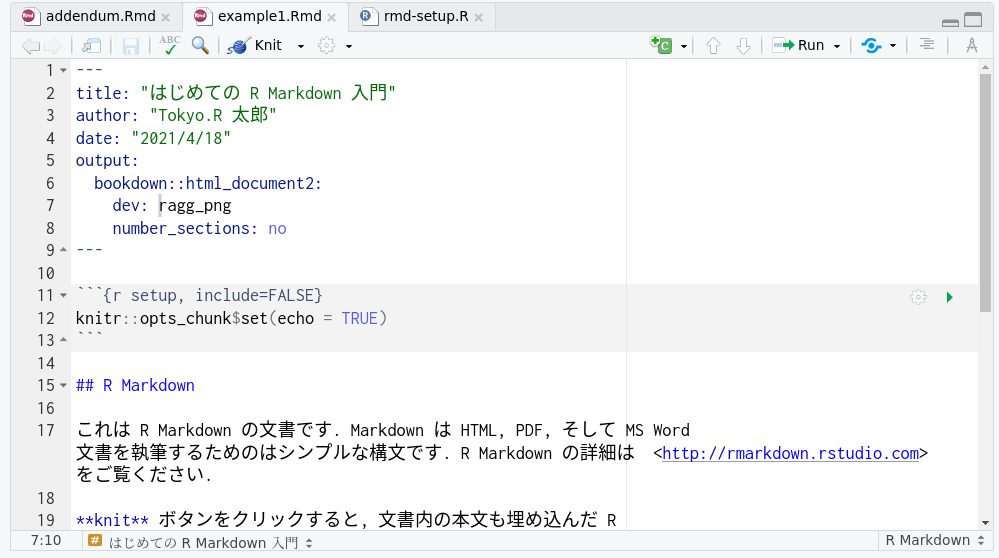 addendum.Rmd × example1.Rmd × rmd-setup.R ×
ABC Knit Run
1 ---
2 title: "はじめての R Markdown 入門"
3 author: "Tokyo.R 太郎"
4 date: "2021/4/18"
5 output:
6 bookdown::html_document2:
7 dev: ragg_png
8 number_sections: no
9 ---
10
11 ```{r setup, include=FALSE}
12 knitr::opts_chunk$set(echo = TRUE)
13 ```
14
15 ## R Markdown
16
17 これは R Markdown の文書です. Markdown は HTML, PDF, そして MS Word
文書を執筆するためのはシンプルな構文です. R Markdown の詳細は <http://rmarkdown.rstudio.com>
をご覧ください.
18
19 **knit** ボタンをクリックすると, 文書内の本文も埋め込んだ R
7:10 # はじめての R Markdown 入門 R Markdown